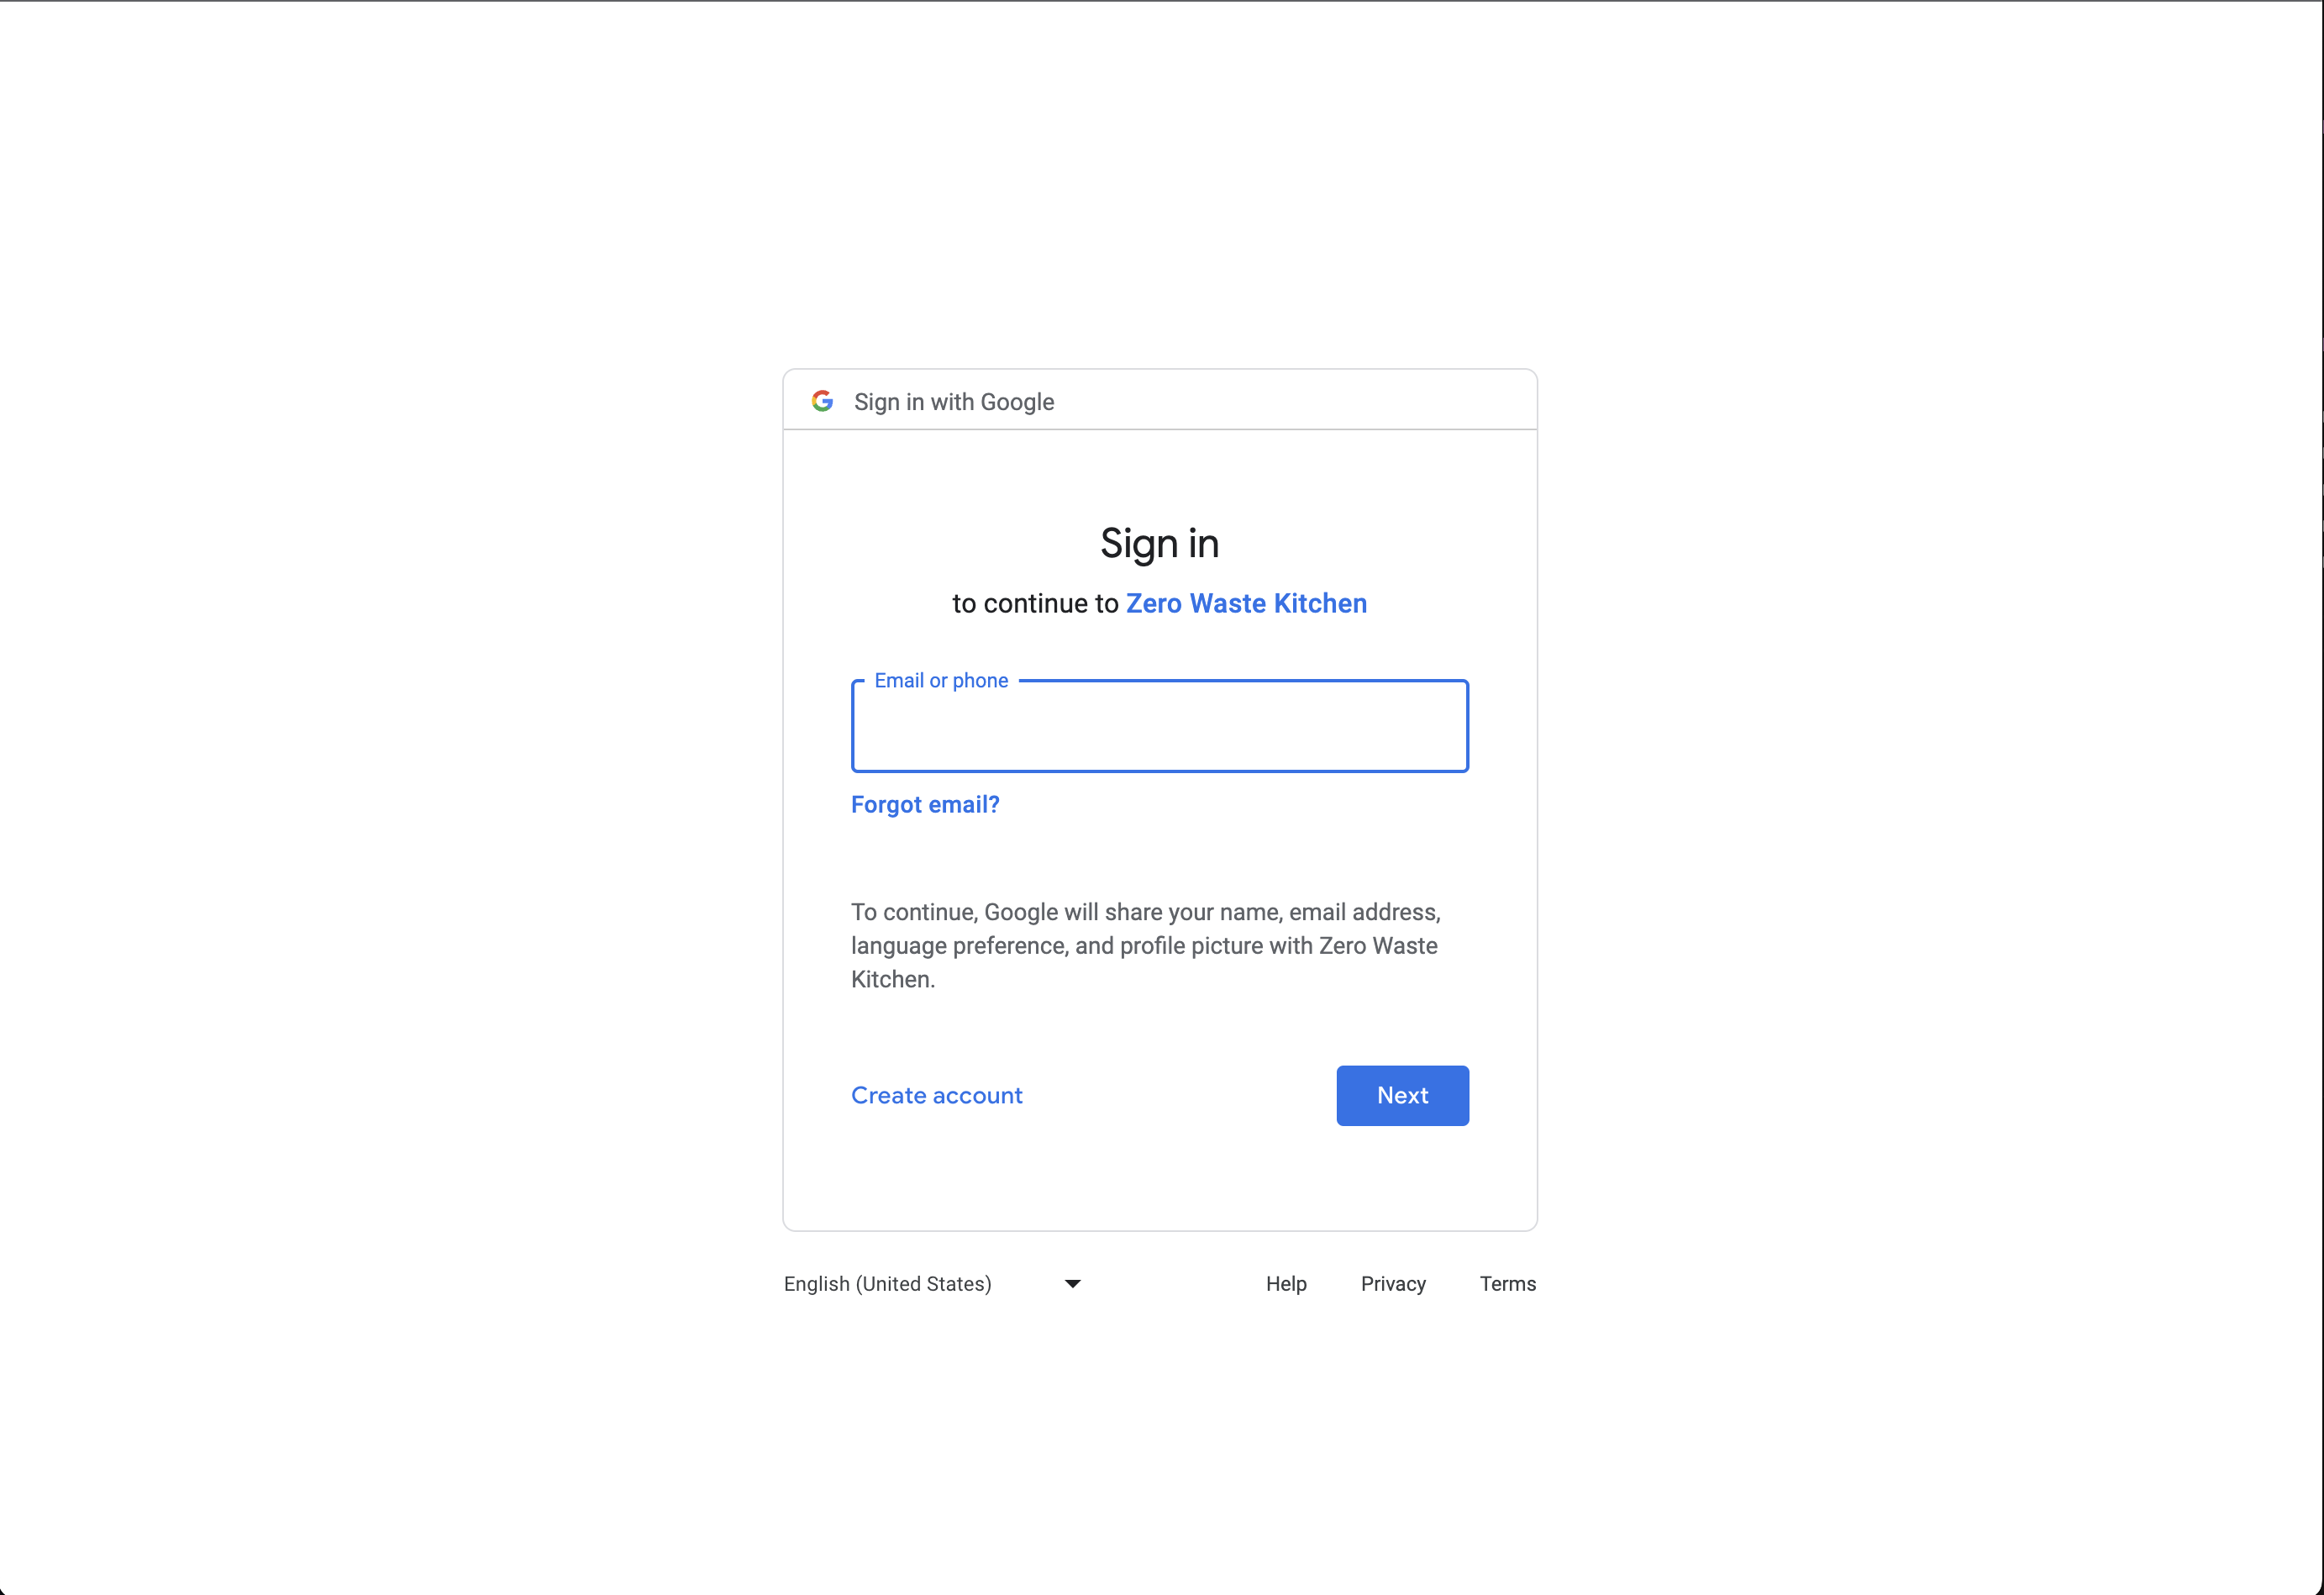 Sign in with Google
Sign in
to continue to Zero Waste Kitchen
Email or phone
Forgot email?
To continue, Google will share your name, email address,
language preference, and profile picture with Zero Waste
Kitchen.
Create account
Next
English (United States)
Help
Privacy
Terms